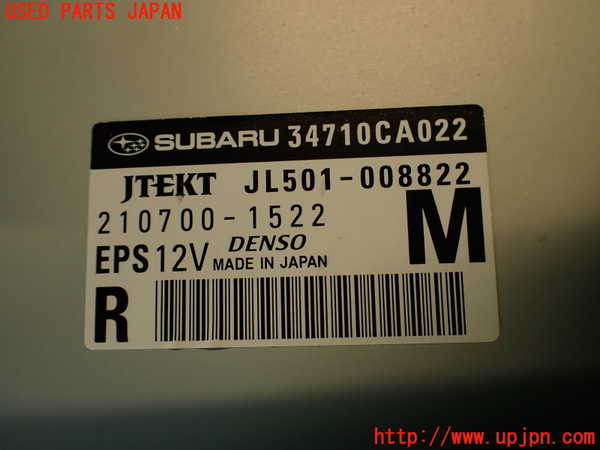 USED PARTS JAPAN
SUBARU 34710CA022
JTEKT JL501-008822
210700-1522
M
EPS 12V DENSO MADE IN JAPAN
R
http://www.upjpn.com